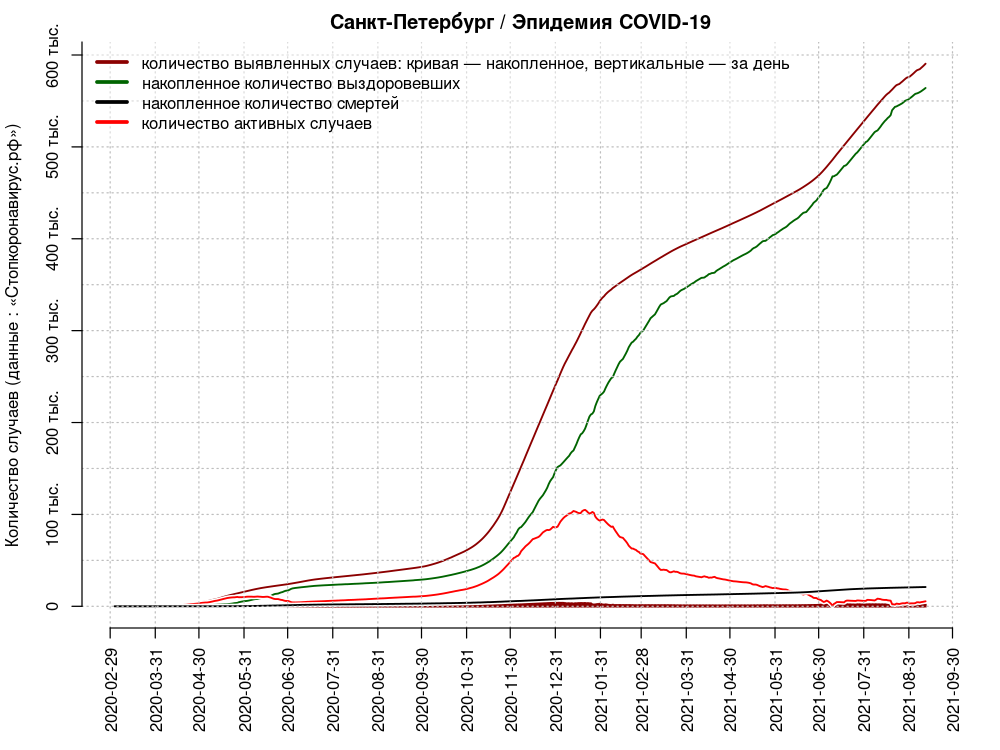 Санкт-Петербург / Эпидемия COVID-19
количество выявленных случаев: кривая — накопленное, вертикальные — за день
накопленное количество выздоровевших
накопленное количество смертей
количество активных случаев
Количество случаев (данные : «Стопкоронавирус.рф»)
600 тыс.
500 тыс.
400 тыс.
300 тыс.
200 тыс.
100 тыс.
0
2020-02-29
2020-03-31
2020-04-30
2020-05-31
2020-06-30
2020-07-31
2020-08-31
2020-09-30
2020-10-31
2020-11-30
2020-12-31
2021-01-31
2021-02-28
2021-03-31
2021-04-30
2021-05-31
2021-06-30
2021-07-31
2021-08-31
2021-09-30